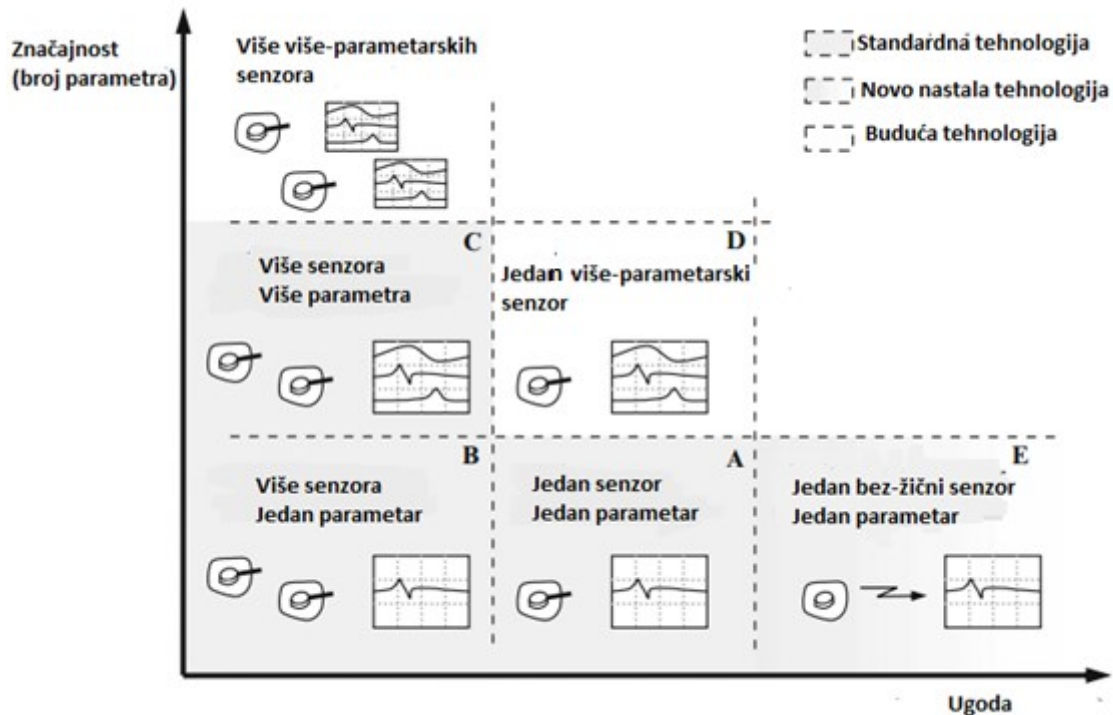 Značajnost
(broj parametra)
Više više-parametarskih
senzora
Standardna tehnologija
Novo nastala tehnologija
Buduća tehnologija
C
Više senzora
Više parametra
D
Jedan više-parametarski
senzor
B
Više senzora
Jedan parametar
A
Jedan senzor
Jedan parametar
E
Jedan bez-žični senzor
Jedan parametar
Ugoda